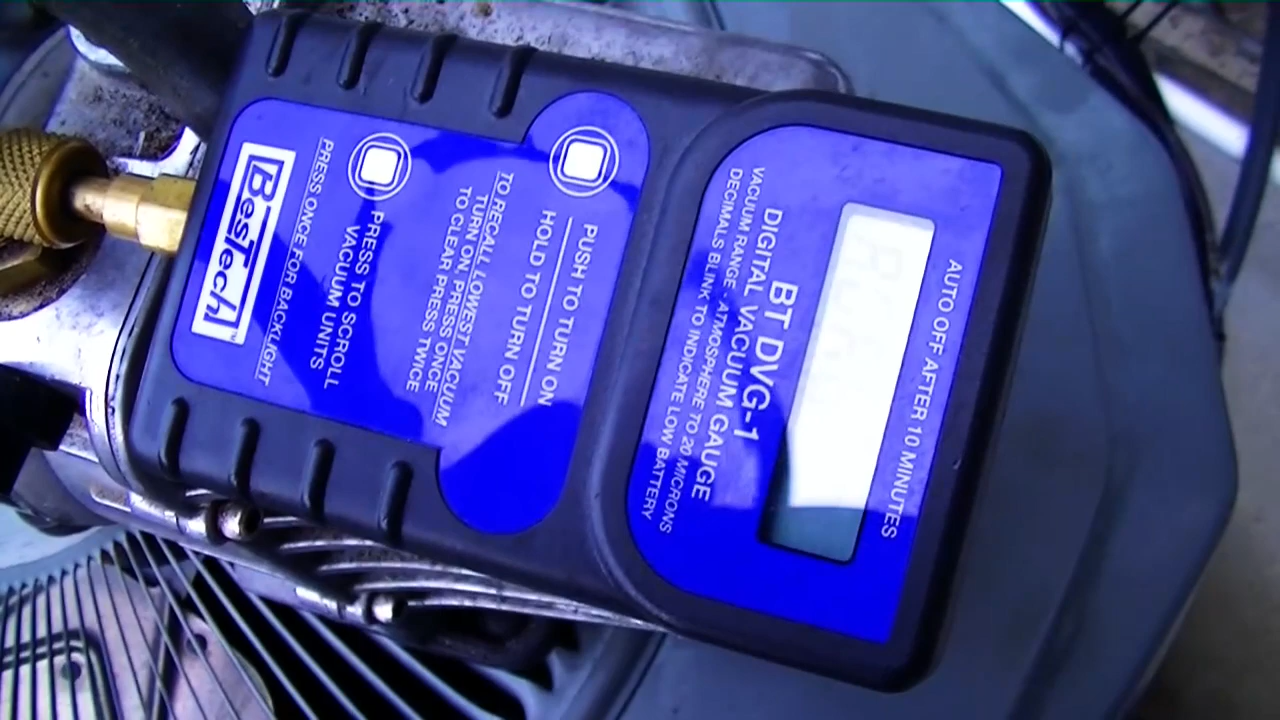 AUTO OFF AFTER 10 MINUTES
BT DVG-1
DIGITAL VACUUM GAUGE
VACUUM RANGE - ATMOSPHERE TO 20 MICRONS
DECIMALS BLINK TO INDICATE LOW BATTERY
PUSH TO TURN ON
HOLD TO TURN OFF
TO RECALL LOWEST VACUUM
TURN ON, PRESS ONCE
TO CLEAR PRESS TWICE
PRESS TO SCROLL
VACUUM UNITS
PRESS ONCE FOR BACKLIGHT
BesTech